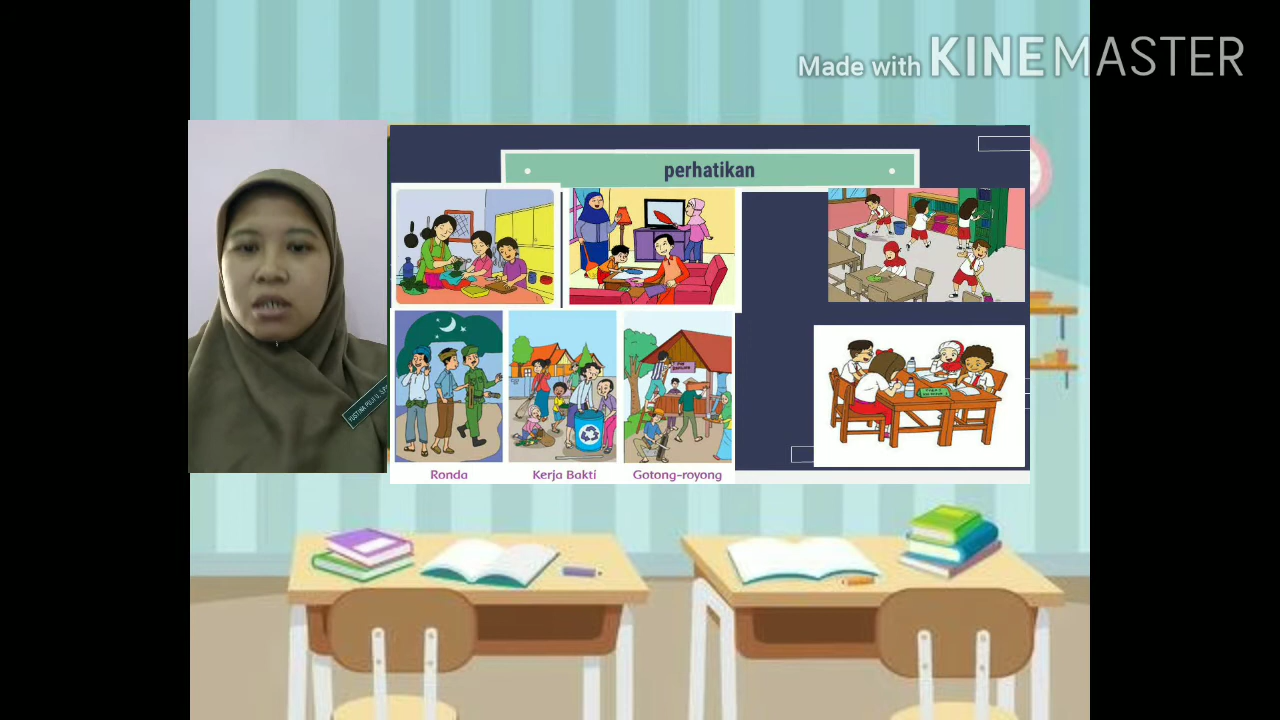 Made with KINEMASTER
perhatikan
Ronda
Kerja Bakti
Gotong-royong